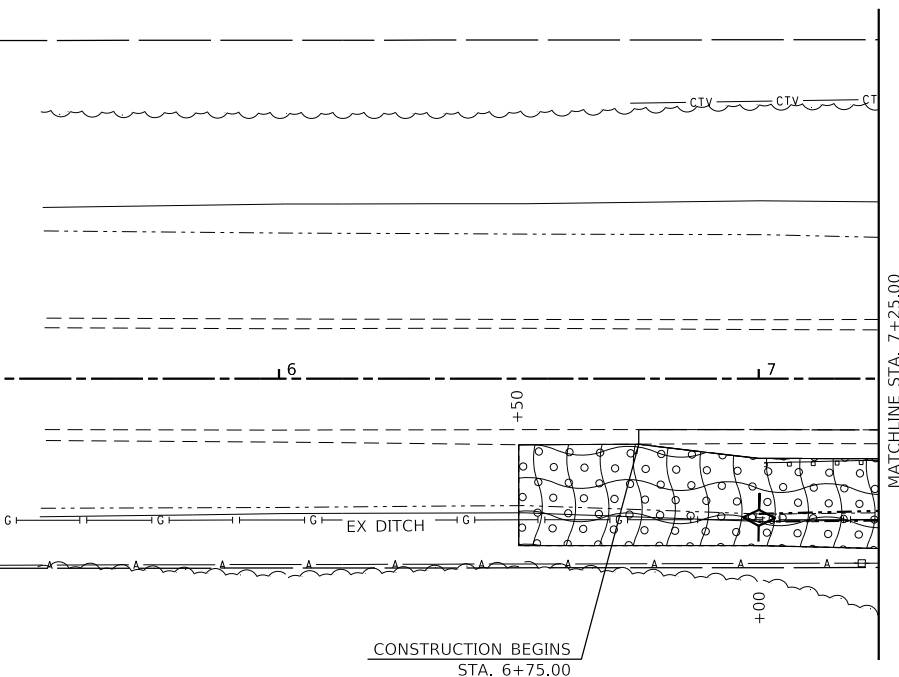 CTV CTV CT
6 7
+50
MATCHLINE STA. 7+25.00
G G G EX DITCH G G
A A A A A A A A A A
+00
CONSTRUCTION BEGINS
STA. 6+75.00